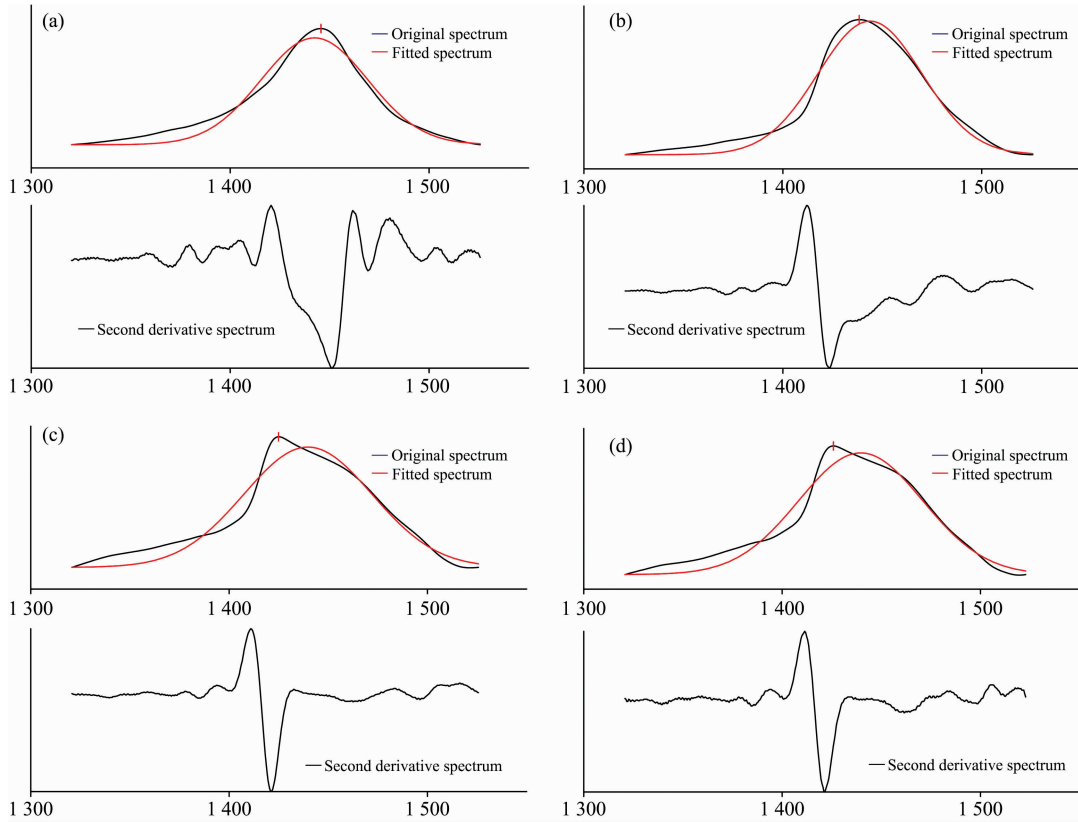 (a)
Original spectrum
Fitted spectrum
1 300
1 400
1 500
Second derivative spectrum
1 300
1 400
1 500
(b)
Original spectrum
Fitted spectrum
1 300
1 400
1 500
Second derivative spectrum
1 300
1 400
1 500
(c)
Original spectrum
Fitted spectrum
1 300
1 400
1 500
Second derivative spectrum
1 300
1 400
1 500
(d)
Original spectrum
Fitted spectrum
1 300
1 400
1 500
Second derivative spectrum
1 300
1 400
1 500